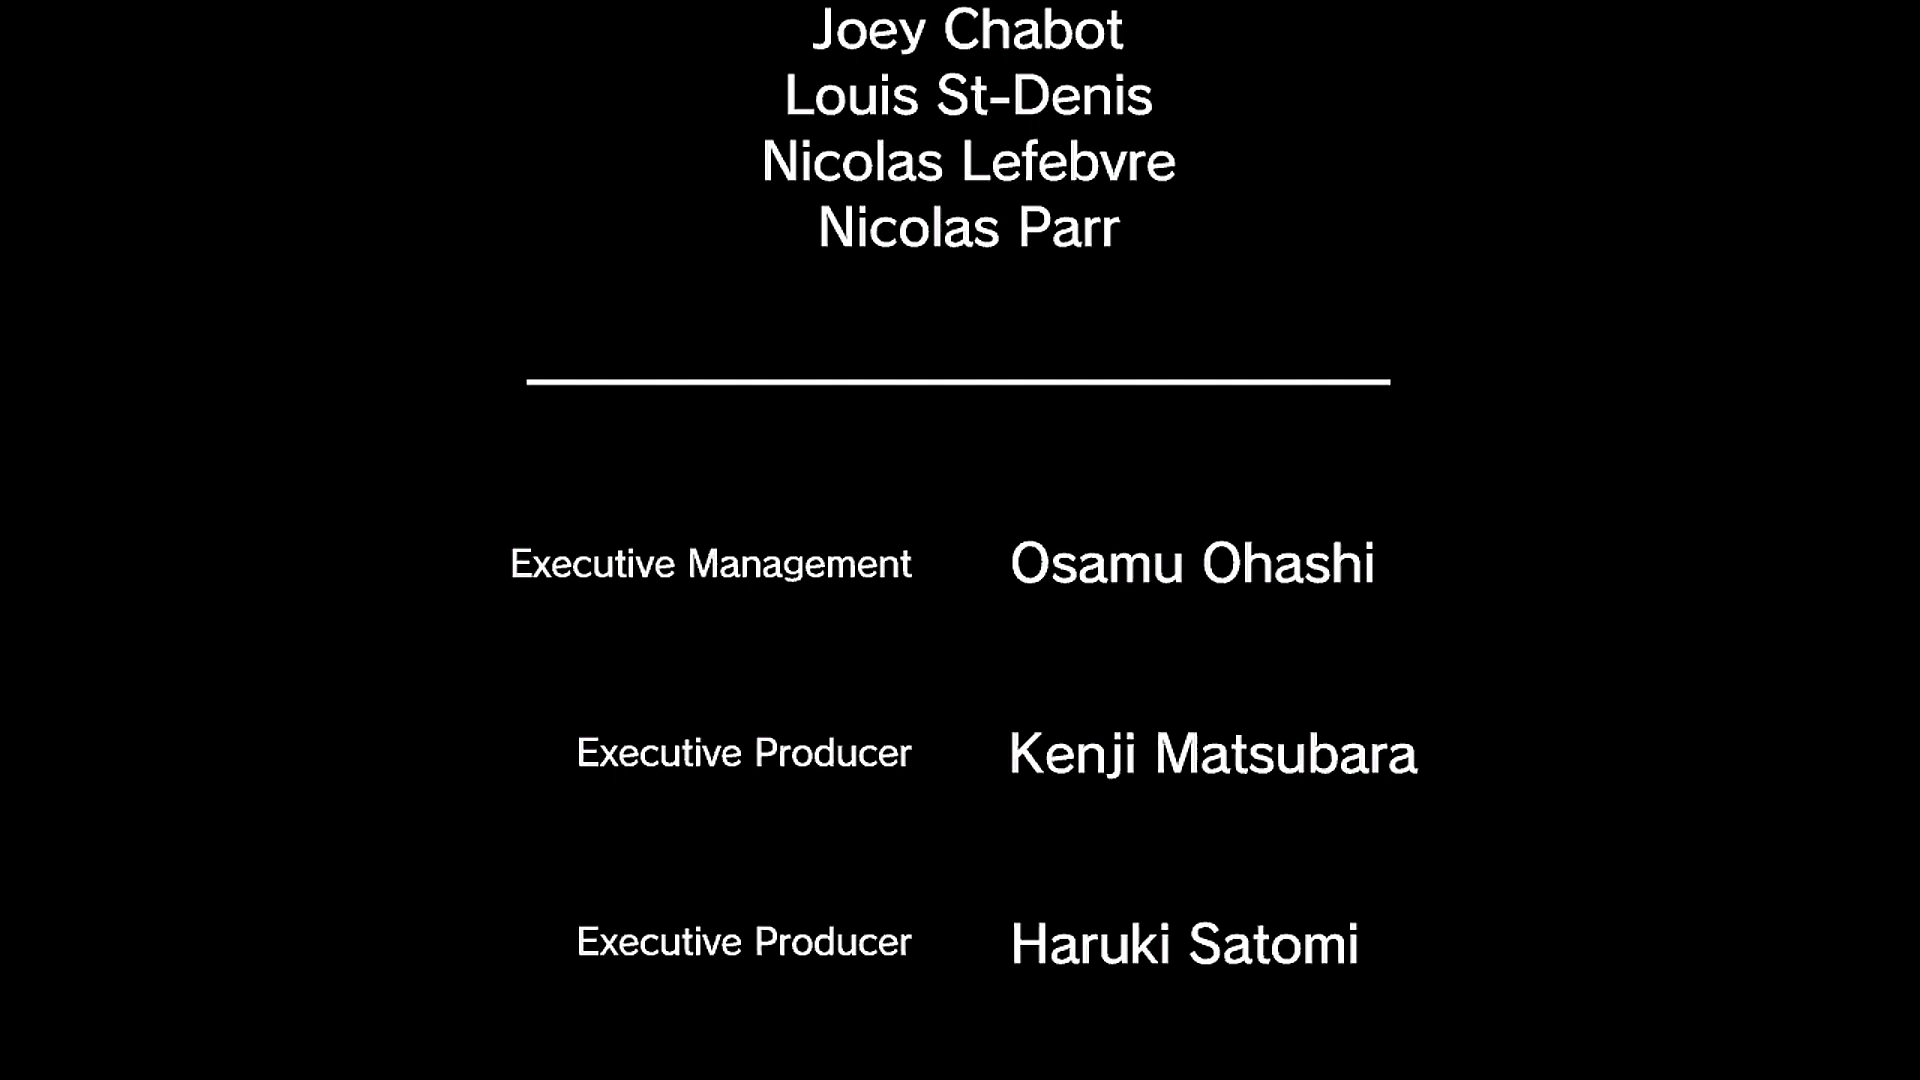 Joey Chabot
Louis St-Denis
Nicolas Lefebvre
Nicolas Parr
Executive Management Osamu Ohashi
Executive Producer Kenji Matsubara
Executive Producer Haruki Satomi